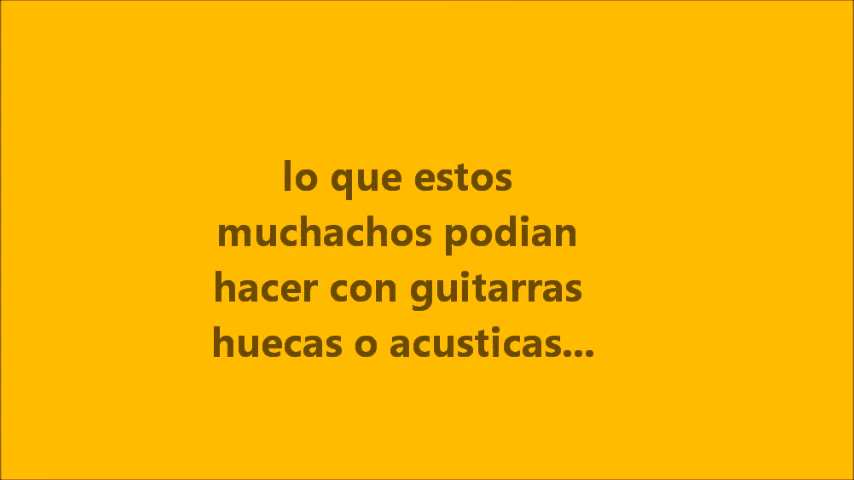 lo que estos
muchachos podian
hacer con guitarras
huecas o acusticas...